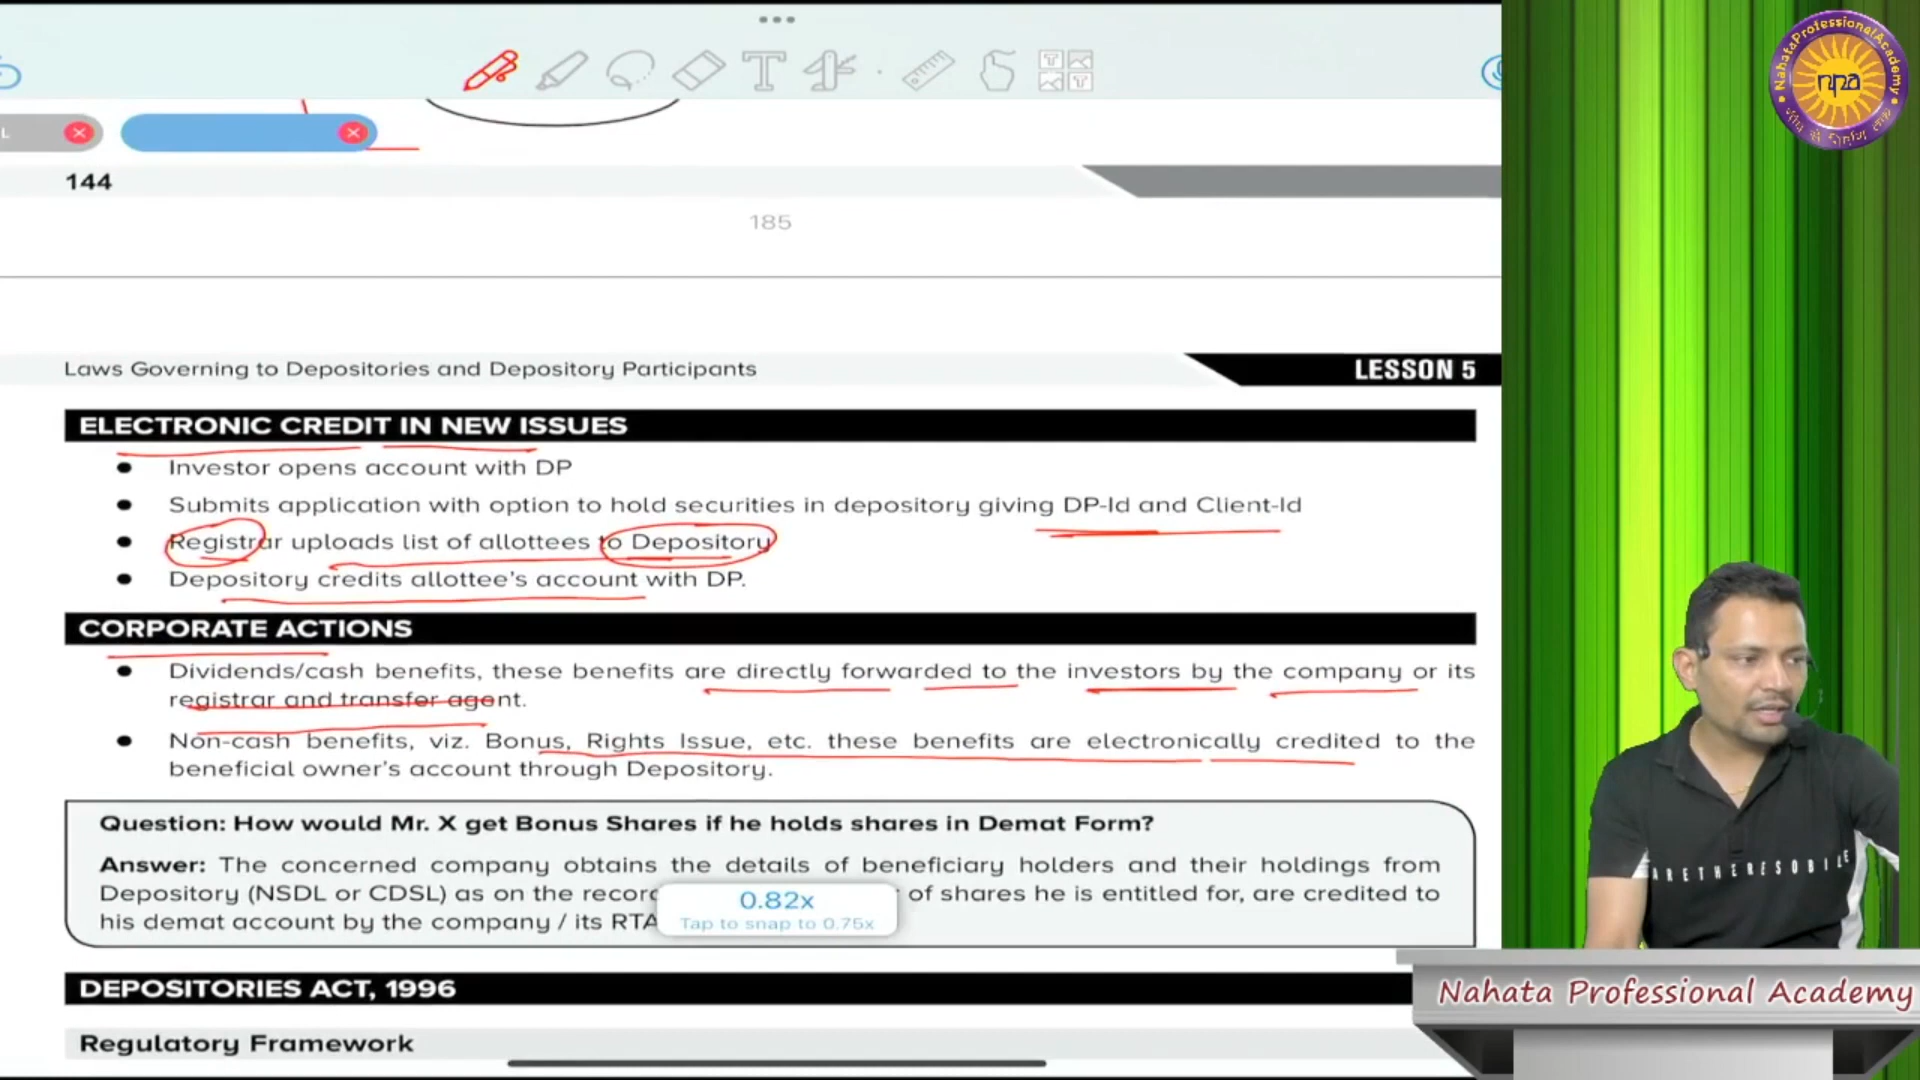 L
144
185
Laws Governing to Depositories and Depository Participants
LESSON 5
ELECTRONIC CREDIT IN NEW ISSUES
● Investor opens account with DP
● Submits application with option to hold securities in depository giving DP-Id and Client-Id
● Registrar uploads list of allottees to Depository
● Depository credits allottee's account with DP.
CORPORATE ACTIONS
● Dividends/cash benefits, these benefits are directly forwarded to the investors by the company or its
registrar and transfer agent.
● Non-cash benefits, viz. Bonus, Rights Issue, etc. these benefits are electronically credited to the
beneficial owner's account through Depository.
Question: How would Mr. X get Bonus Shares if he holds shares in Demat Form?
Answer: The concerned company obtains the details of beneficiary holders and their holdings from
Depository (NSDL or CDSL) as on the of shares he is entitled for, are credited to
his demat account by the company / its RTA
0.82x
Tap to snap to 0.75x
DEPOSITORIES ACT, 1996
Regulatory Framework
NahataProfessionalAcademy
npa
Nahata Professional Academy